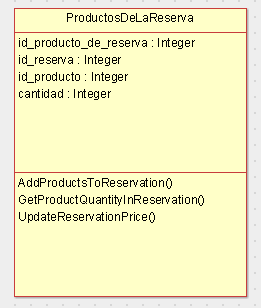 ProductosDeLaReserva
id_producto_de_reserva : Integer
id_reserva : Integer
id_producto : Integer
cantidad : Integer
AddProductsToReservation()
GetProductQuantityInReservation()
UpdateReservationPrice()